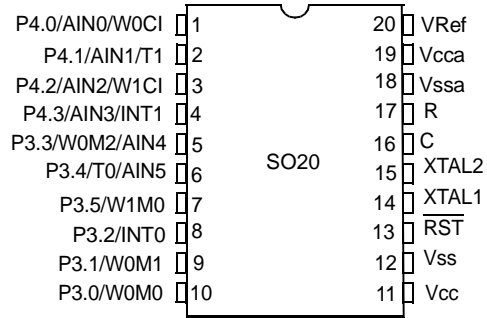 P4.0/AIN0/W0CI 1 20 VRef
P4.1/AIN1/T1 2 19 Vcca
P4.2/AIN2/W1CI 3 18 Vssa
P4.3/AIN3/INT1 4 17 R
P3.3/W0M2/AIN4 5 16 C
SO20
P3.4/T0/AIN5 6 15 XTAL2
P3.5/W1M0 7 14 XTAL1
P3.2/INT0 8 13 RST
P3.1/W0M1 9 12 Vss
P3.0/W0M0 10 11 Vcc